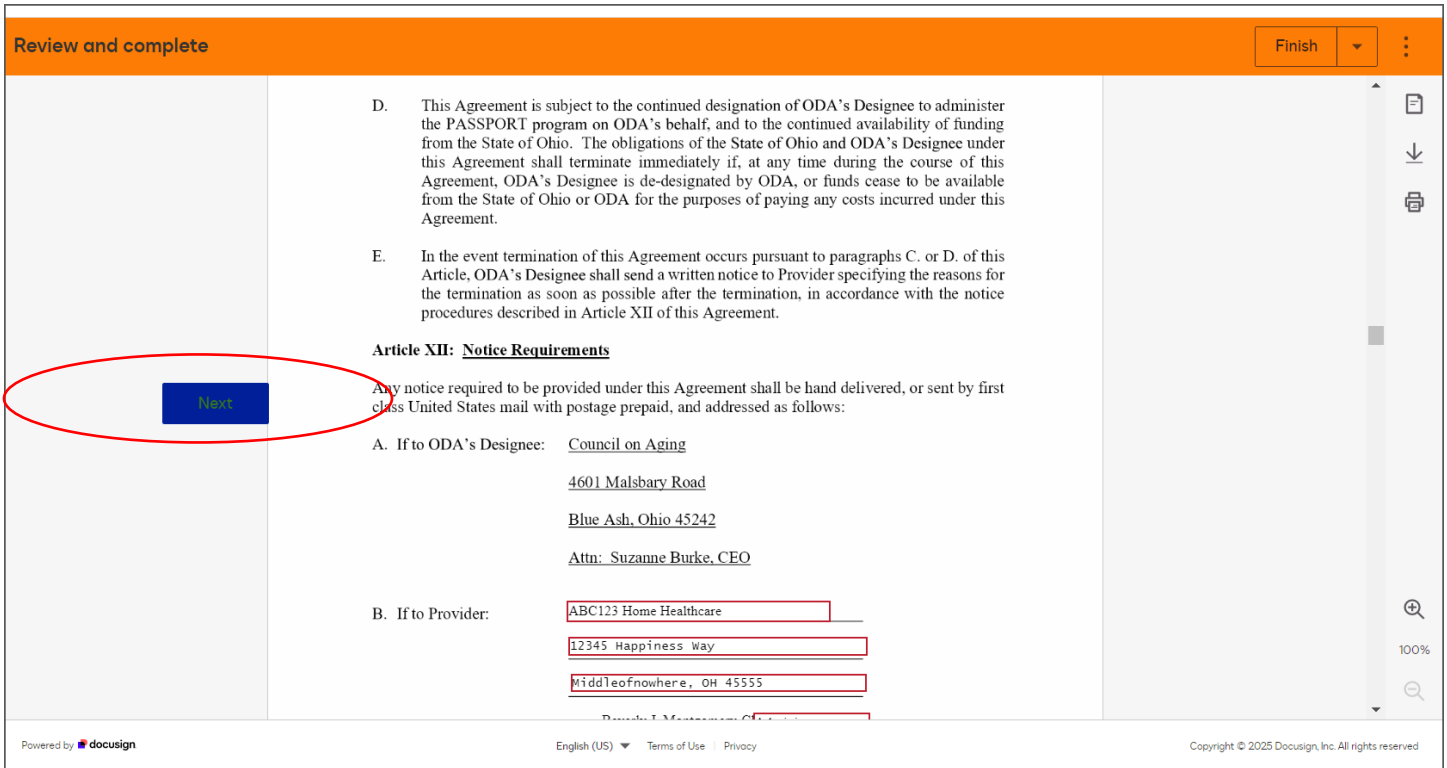 Review and complete
Finish
D. This Agreement is subject to the continued designation of ODA's Designee to administer
the PASSPORT program on ODA's behalf, and to the continued availability of funding
from the State of Ohio. The obligations of the State of Ohio and ODA's Designee under
this Agreement shall terminate immediately if, at any time during the course of this
Agreement, ODA's Designee is de-designated by ODA, or funds cease to be available
from the State of Ohio or ODA for the purposes of paying any costs incurred under this
Agreement.
E. In the event termination of this Agreement occurs pursuant to paragraphs C. or D. of this
Article, ODA's Designee shall send a written notice to Provider specifying the reasons for
the termination as soon as possible after the termination, in accordance with the notice
procedures described in Article XII of this Agreement.
Article XII: Notice Requirements
Next
Any notice required to be provided under this Agreement shall be hand delivered, or sent by first
class United States mail with postage prepaid, and addressed as follows:
A. If to ODA's Designee: Council on Aging
4601 Malsbary Road
Blue Ash, Ohio 45242
Attn: Suzanne Burke, CEO
B. If to Provider: ABC123 Home Healthcare
12345 Happiness Way
Middleofnowhere, OH 45555
100%
Powered by docusign
English (US) Terms of Use | Privacy
Copyright © 2025 Docusign, Inc. All rights reserved